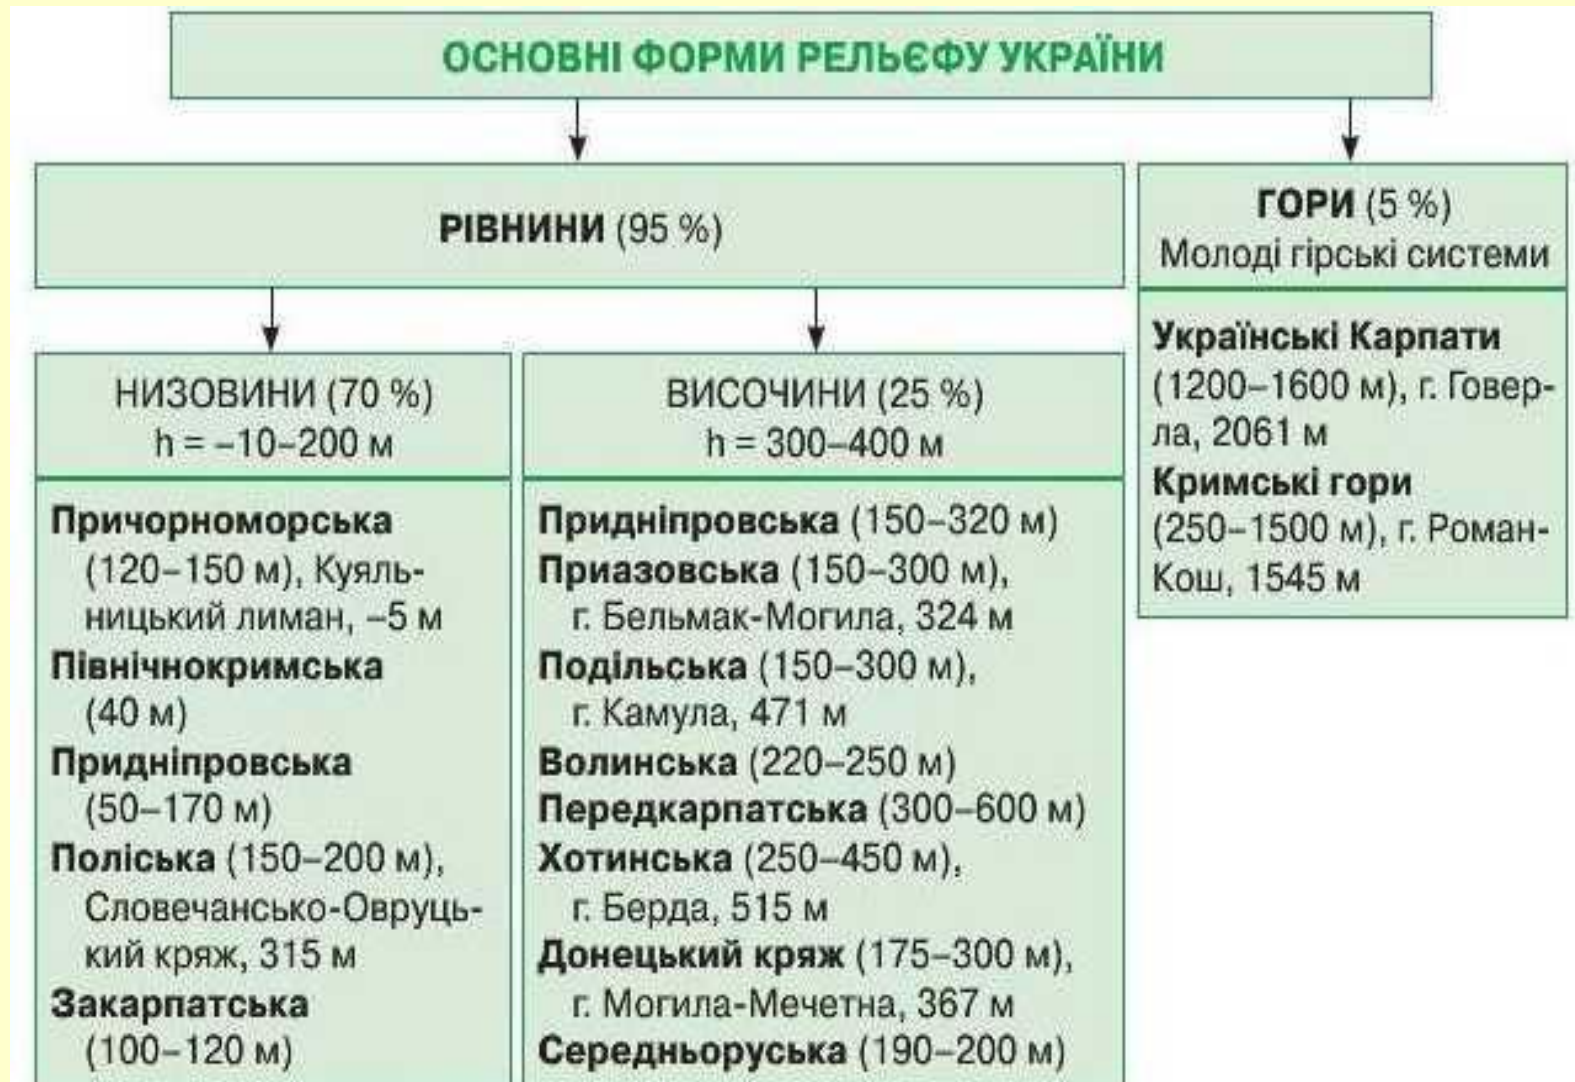 ОСНОВНІ ФОРМИ РЕЛЬЄФУ УКРАЇНИ
РІВНИНИ (95 %)
НИЗОВИНИ (70 %)
h = –10–200 м
Причорноморська
(120–150 м), Куяль-
ницький лиман, –5 м
Північнокримська
(40 м)
Придніпровська
(50–170 м)
Поліська (150–200 м),
Словечансько-Овруць-
кий кряж, 315 м
Закарпатська
(100–120 м)
ВИСОЧИНИ (25 %)
h = 300–400 м
Придніпровська (150–320 м)
Приазовська (150–300 м),
г. Бельмак-Могила, 324 м
Подільська (150–300 м),
г. Камула, 471 м
Волинська (220–250 м)
Передкарпатська (300–600 м)
Хотинська (250–450 м),
г. Берда, 515 м
Донецький кряж (175–300 м),
г. Могила-Мечетна, 367 м
Середньоруська (190–200 м)
ГОРИ (5 %)
Молоді гірські системи
Українські Карпати
(1200–1600 м), г. Говер-
ла, 2061 м
Кримські гори
(250–1500 м), г. Роман-
Кош, 1545 м